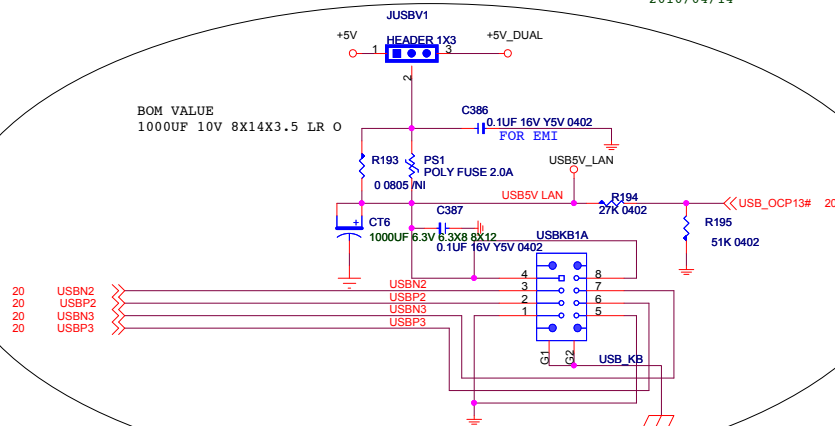 JUSBV1
+5V
HEADER 1X3
+5V_DUAL
1
3
2
BOM VALUE
1000UF 10V 8X14X3.5 LR O
C386
0.1UF 16V Y5V 0402
FOR EMI
R193
0 0805 /NI
PS1
POLY FUSE 2.0A
USB5V_LAN
USB5V LAN
R194
27K 0402
USB_OCP13#
20
R195
51K 0402
CT6
1000UF 6.3V 6.3X8 8X12
C387
0.1UF 16V Y5V 0402
USBKB1A
4
8
3
7
2
6
1
5
20 USBN2
USBN2
20 USBP2
USBP2
20 USBN3
USBN3
20 USBP3
USBP3
G1
G2
USB_KB